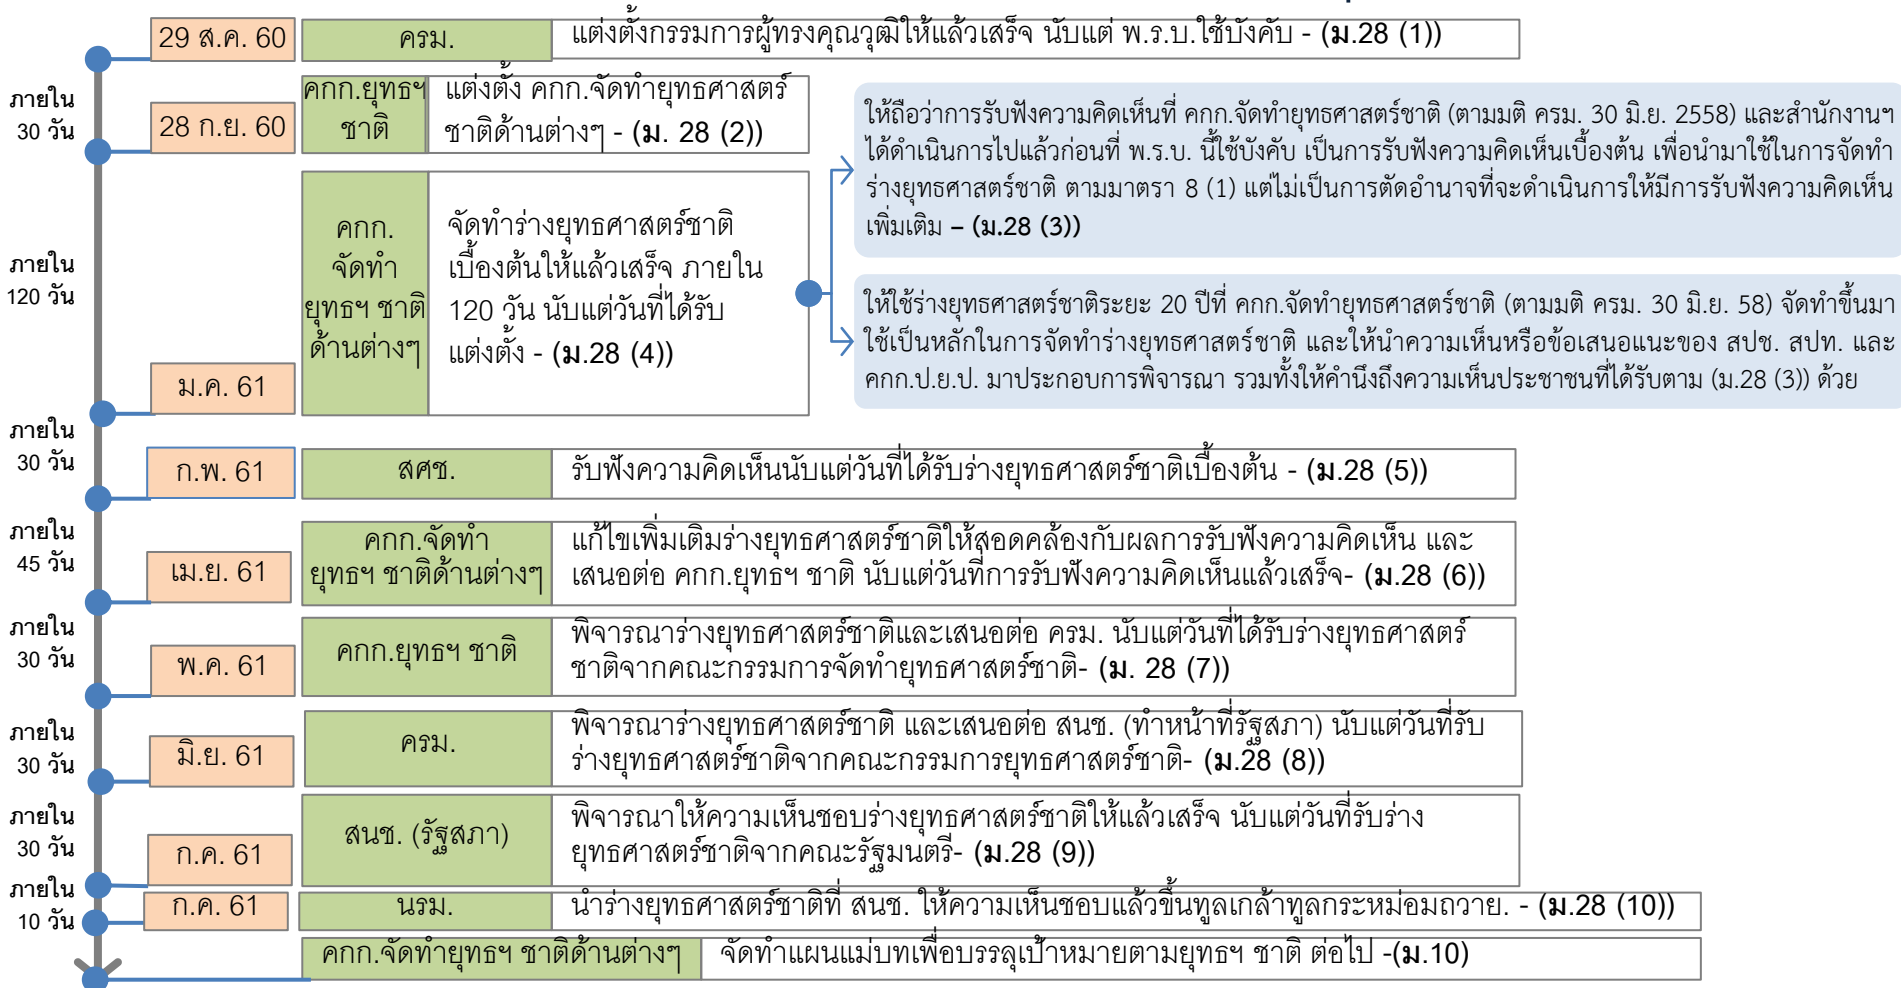 29 ส.ค. 60
ครม.
แต่งตั้งกรรมการผู้ทรงคุณวุฒิให้แล้วเสร็จ นับแต่ พ.ร.บ.ใช้บังคับ - (ม.28 (1))
ภายใน
30 วัน
28 ก.ย. 60
คกก.ยุทธฯ
ชาติ
แต่งตั้ง คกก.จัดทำยุทธศาสตร์
ชาติด้านต่างๆ - (ม. 28 (2))
ให้ถือว่าการรับฟังความคิดเห็นที่ คกก.จัดทำยุทธศาสตร์ชาติ (ตามมติ ครม. 30 มิ.ย. 2558) และสำนักงานฯ
ได้ดำเนินการไปแล้วก่อนที่ พ.ร.บ. นี้ใช้บังคับ เป็นการรับฟังความคิดเห็นเบื้องต้น เพื่อนำมาใช้ในการจัดทำ
ร่างยุทธศาสตร์ชาติ ตามมาตรา 8 (1) แต่ไม่เป็นการตัดอำนาจที่จะดำเนินการให้มีการรับฟังความคิดเห็น
เพิ่มเติม – (ม.28 (3))
ภายใน
120 วัน
ม.ค. 61
คกก.
จัดทำ
ยุทธฯ ชาติ
ด้านต่างๆ
จัดทำร่างยุทธศาสตร์ชาติ
เบื้องต้นให้แล้วเสร็จ ภายใน
120 วัน นับแต่วันที่ได้รับ
แต่งตั้ง - (ม.28 (4))
ให้ใช้ร่างยุทธศาสตร์ชาติระยะ 20 ปีที่ คกก.จัดทำยุทธศาสตร์ชาติ (ตามมติ ครม. 30 มิ.ย. 58) จัดทำขึ้นมา
ใช้เป็นหลักในการจัดทำร่างยุทธศาสตร์ชาติ และให้นำความเห็นหรือข้อเสนอแนะของ สปช. สปท. และ
คกก.ป.ย.ป. มาประกอบการพิจารณา รวมทั้งให้คำนึงถึงความเห็นประชาชนที่ได้รับตาม (ม.28 (3)) ด้วย
ภายใน
30 วัน
ก.พ. 61
สศช.
รับฟังความคิดเห็นนับแต่วันที่ได้รับร่างยุทธศาสตร์ชาติเบื้องต้น - (ม.28 (5))
ภายใน
45 วัน
เม.ย. 61
คกก.จัดทำ
ยุทธฯ ชาติด้านต่างๆ
แก้ไขเพิ่มเติมร่างยุทธศาสตร์ชาติให้สอดคล้องกับผลการรับฟังความคิดเห็น และ
เสนอต่อ คกก.ยุทธฯ ชาติ นับแต่วันที่การรับฟังความคิดเห็นแล้วเสร็จ- (ม.28 (6))
ภายใน
30 วัน
พ.ค. 61
คกก.ยุทธฯ ชาติ
พิจารณาร่างยุทธศาสตร์ชาติและเสนอต่อ ครม. นับแต่วันที่ได้รับร่างยุทธศาสตร์
ชาติจากคณะกรรมการจัดทำยุทธศาสตร์ชาติ- (ม. 28 (7))
ภายใน
30 วัน
มิ.ย. 61
ครม.
พิจารณาร่างยุทธศาสตร์ชาติ และเสนอต่อ สนช. (ทำหน้าที่รัฐสภา) นับแต่วันที่รับ
ร่างยุทธศาสตร์ชาติจากคณะกรรมการยุทธศาสตร์ชาติ- (ม.28 (8))
ภายใน
30 วัน
ก.ค. 61
สนช. (รัฐสภา)
พิจารณาให้ความเห็นชอบร่างยุทธศาสตร์ชาติให้แล้วเสร็จ นับแต่วันที่รับร่าง
ยุทธศาสตร์ชาติจากคณะรัฐมนตรี- (ม.28 (9))
ภายใน
10 วัน
ก.ค. 61
นรม.
นำร่างยุทธศาสตร์ชาติที่ สนช. ให้ความเห็นชอบแล้วขึ้นทูลเกล้าทูลกระหม่อมถวาย. - (ม.28 (10))
คกก.จัดทำยุทธฯ ชาติด้านต่างๆ
จัดทำแผนแม่บทเพื่อบรรลุเป้าหมายตามยุทธฯ ชาติ ต่อไป -(ม.10)